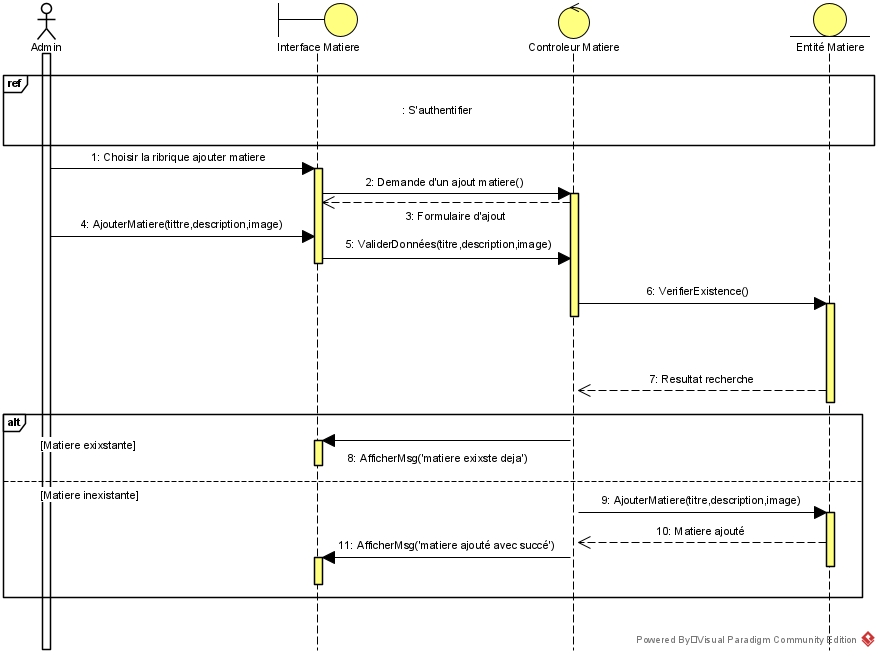 Admin
Interface Matiere
Controleur Matiere
Entité Matiere
ref
: S'authentifier
1: Choisir la ribrique ajouter matiere
2: Demande d'un ajout matiere()
3: Formulaire d'ajout
4: AjouterMatiere(tittre,description,image)
5: ValiderDonnées(titre,description,image)
6: VerifierExistence()
7: Resultat recherche
alt
[Matiere exixstante]
8: AfficherMsg('matiere exixste deja')
[Matiere inexistante]
9: AjouterMatiere(titre,description,image)
10: Matiere ajouté
11: AfficherMsg('matiere ajouté avec succé')
Powered By Visual Paradigm Community Edition